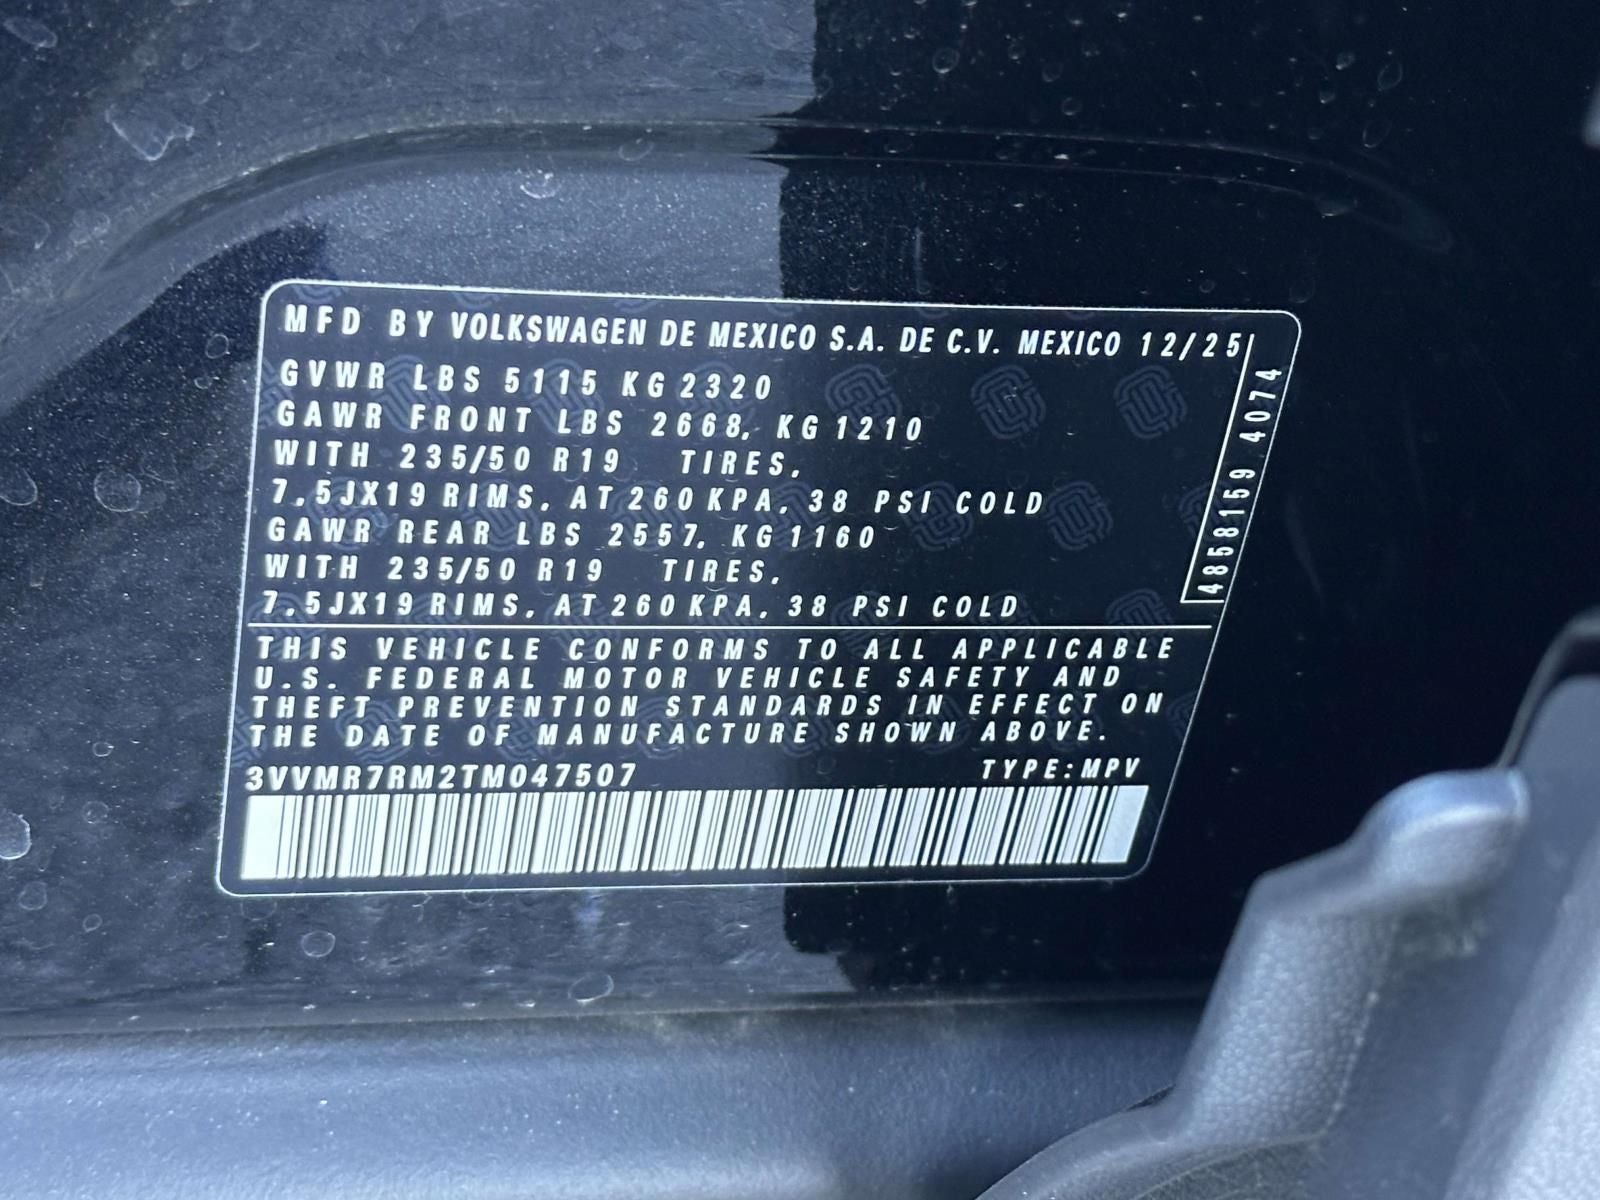 MFD BY VOLKSWAGEN DE MEXICO S.A. DE C.V. MEXICO 12/25
GVWR LBS 5115 KG 2320
GAWR FRONT LBS 2668, KG 1210
WITH 235/50 R19 TIRES,
7,5JX19 RIMS, AT 260 KPA, 38 PSI COLD
GAWR REAR LBS 2557, KG 1160
WITH 235/50 R19 TIRES,
7,5JX19 RIMS, AT 260 KPA, 38 PSI COLD
4858159 4074
THIS VEHICLE CONFORMS TO ALL APPLICABLE
U.S. FEDERAL MOTOR VEHICLE SAFETY AND
THEFT PREVENTION STANDARDS IN EFFECT ON
THE DATE OF MANUFACTURE SHOWN ABOVE.
3VVMR7RM2TM047507 TYPE:MPV